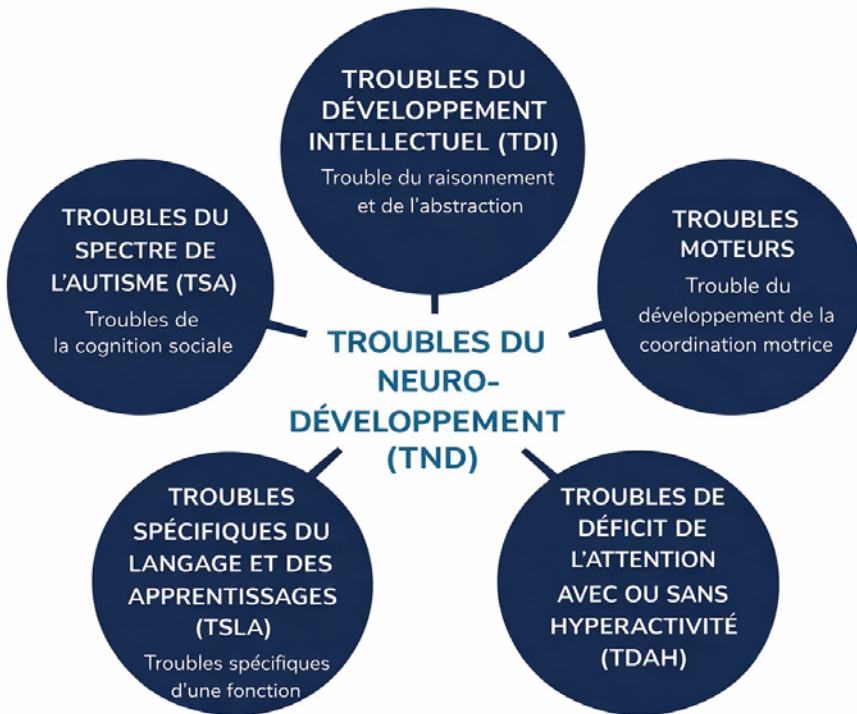 TROUBLES DU
DÉVELOPPEMENT
INTELLECTUEL (TDI)
Trouble du raisonnement
et de l'abstraction
TROUBLES DU
SPECTRE DE
L'AUTISME (TSA)
Troubles de
la cognition sociale
TROUBLES
MOTEURS
Trouble du
développement de la
coordination motrice
TROUBLES DU
NEURO-
DÉVELOPPEMENT
(TND)
TROUBLES
SPÉCIFIQUES DU
LANGAGE ET DES
APPRENTISSAGES
(TSLA)
Troubles spécifiques
d'une fonction
TROUBLES DE
DÉFICIT DE
L'ATTENTION
AVEC OU SANS
HYPERACTIVITÉ
(TDAH)